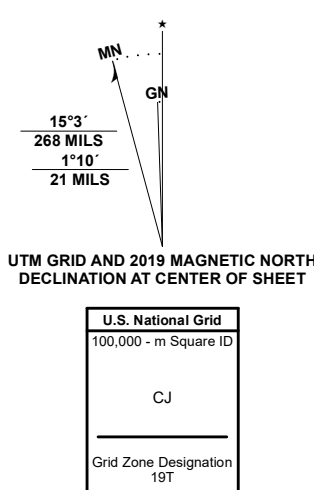 ★
MN
GN
15°3´
268 MILS
1°10´
21 MILS
UTM GRID AND 2019 MAGNETIC NORTH
DECLINATION AT CENTER OF SHEET
U.S. National Grid
100,000 - m Square ID
CJ
Grid Zone Designation
19T